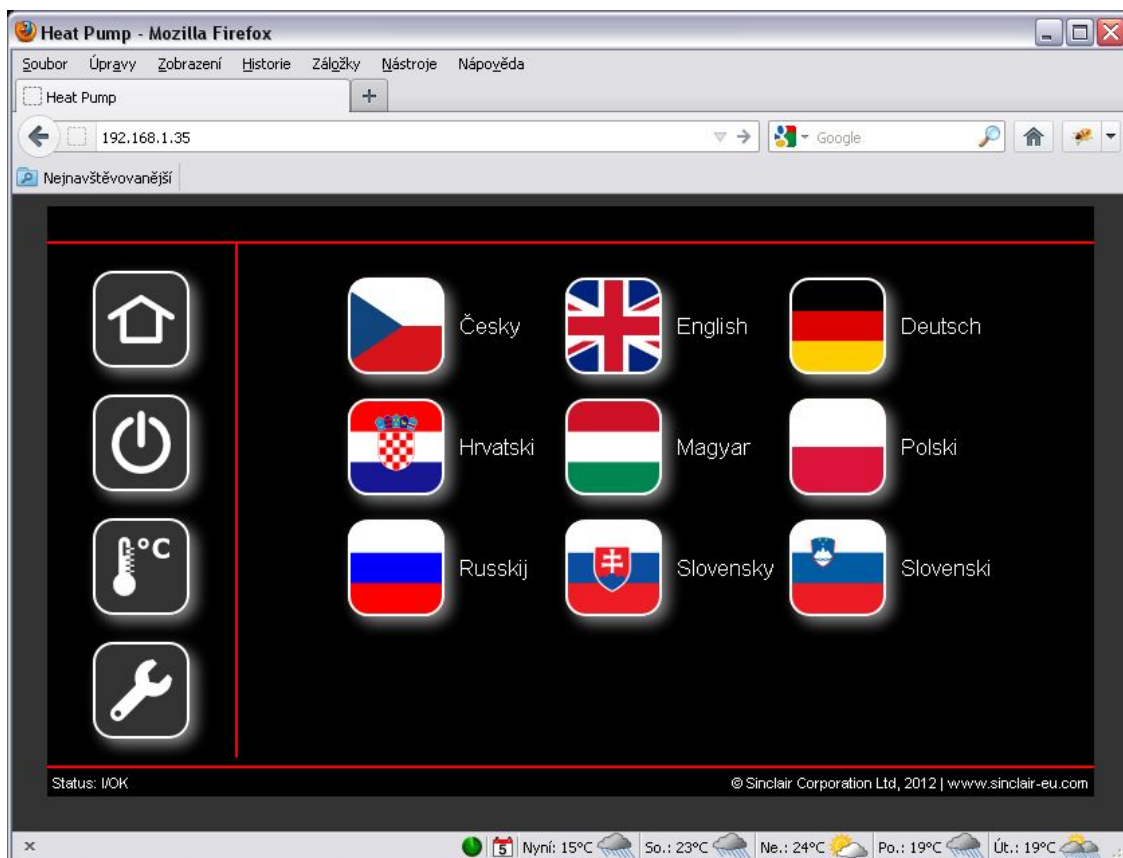 Heat Pump - Mozilla Firefox
Soubor Úpravy Zobrazení Historie Záložky Nástroje Nápověda
Heat Pump
192.168.1.35 Google
Nejnavštěvovanější
Česky English Deutsch
Hrvatski Magyar Polski
°C
Russkij Slovensky Slovenski
Status: I/OK © Sinclair Corporation Ltd, 2012 | www.sinclair-eu.com
x 5 Nyní: 15°C So.: 23°C Ne.: 24°C Po.: 19°C Út.: 19°C